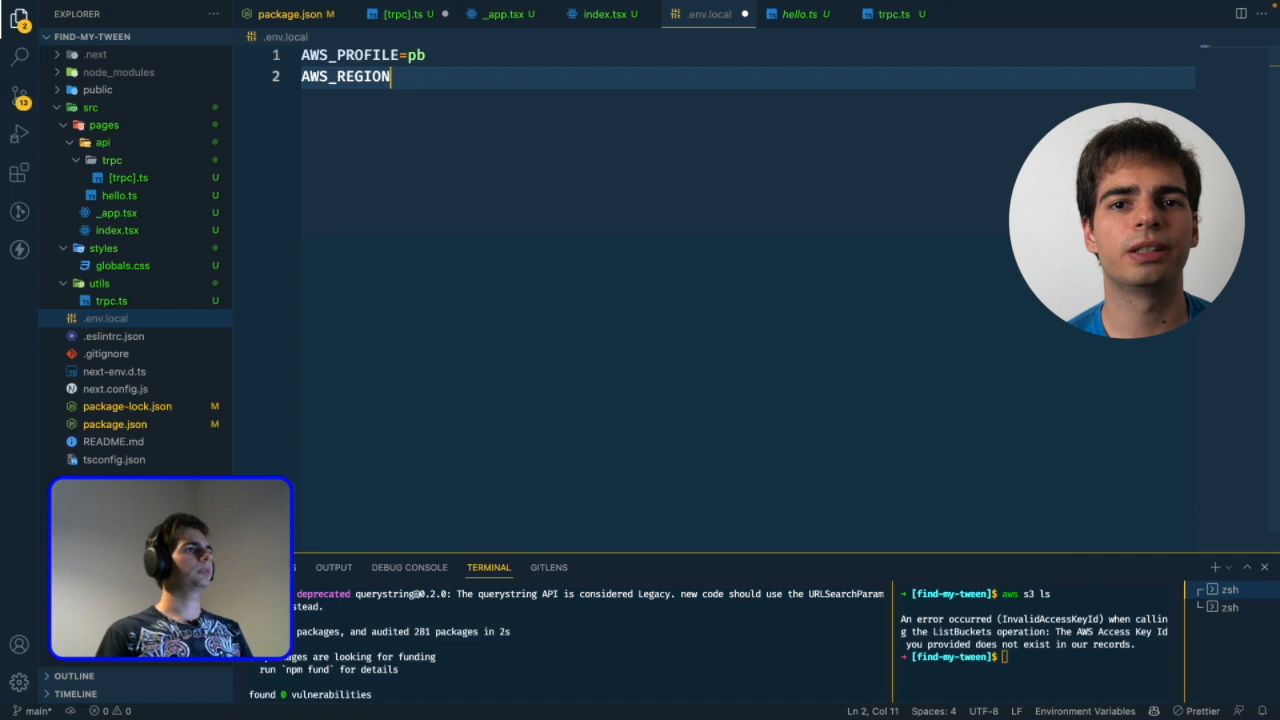 EXPLORER
FIND-MY-TWEEN
.next
node_modules
public
src
pages
api
trpc
[trpc].ts U
hello.ts U
_app.tsx U
index.tsx U
styles
globals.css U
utils
trpc.ts U
.env.local
.eslintrc.json
.gitignore
next-env.d.ts
next.config.js
package-lock.json M
package.json M
README.md
tsconfig.json
OUTLINE
TIMELINE
2
13
package.json M
[trpc].ts U
_app.tsx U
index.tsx U
.env.local
hello.ts U
trpc.ts U
.env.local
1 AWS_PROFILE=pb
2 AWS_REGION
OUTPUT
DEBUG CONSOLE
TERMINAL
GITLENS
deprecated querystring@0.2.0: The querystring API is considered Legacy. new code should use the URLSearchParam
stead.
packages, and audited 281 packages in 2s
are looking for funding
run `npm fund` for details
found 0 vulnerabilities
→ [find-my-tween]$ aws s3 ls
An error occurred (InvalidAccessKeyId) when callin
g the ListBuckets operation: The AWS Access Key Id
you provided does not exist in our records.
→ [find-my-tween]$
zsh
zsh
main*
0 0
Ln 2, Col 11
Spaces: 4
UTF-8
LF
Environment Variables
Prettier